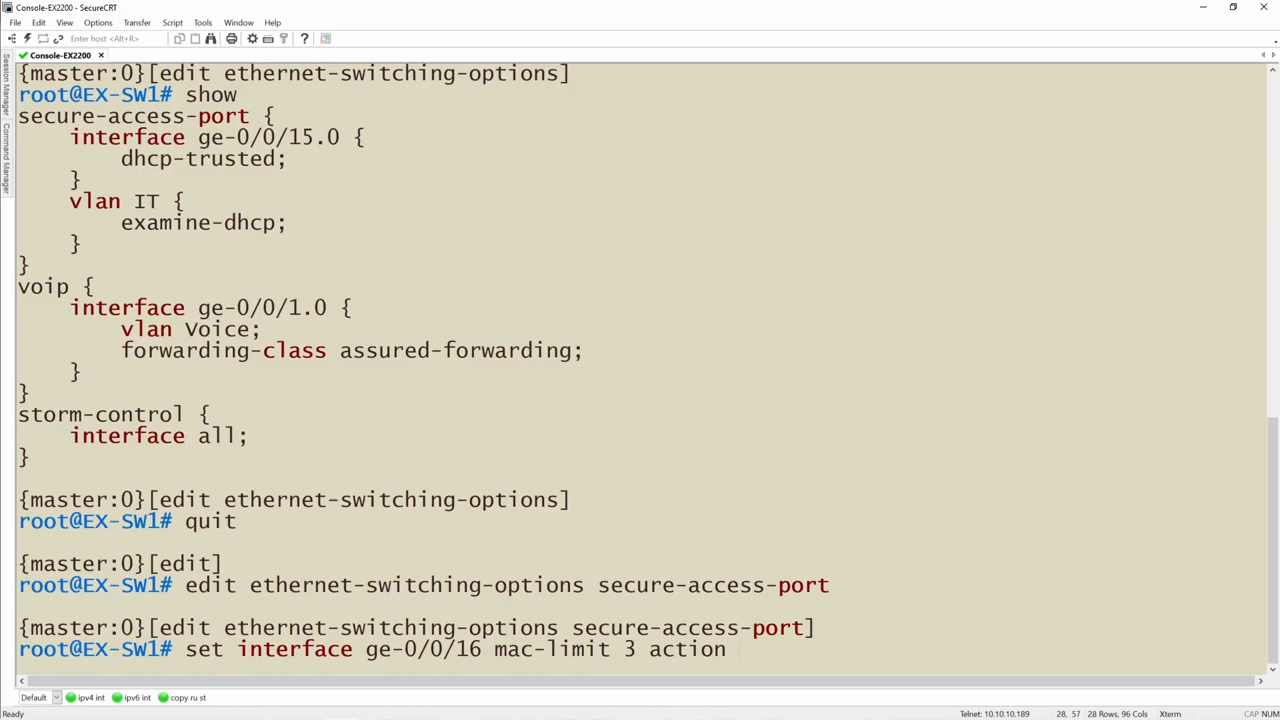 Console-EX2200 - SecureCRT
File Edit View Options Transfer Script Tools Window Help
Enter host <Alt+R>
Console-EX2200
Session Manager
Command Manager
{master:0}[edit ethernet-switching-options]
root@EX-SW1# show
secure-access-port {
    interface ge-0/0/15.0 {
        dhcp-trusted;
    }
    vlan IT {
        examine-dhcp;
    }
}
voip {
    interface ge-0/0/1.0 {
        vlan Voice;
        forwarding-class assured-forwarding;
    }
}
storm-control {
    interface all;
}
{master:0}[edit ethernet-switching-options]
root@EX-SW1# quit
{master:0}[edit]
root@EX-SW1# edit ethernet-switching-options secure-access-port
{master:0}[edit ethernet-switching-options secure-access-port]
root@EX-SW1# set interface ge-0/0/16 mac-limit 3 action
Default ipv4 int ipv6 int copy ru st
Ready Telnet: 10.10.10.189 28, 57 28 Rows, 96 Cols Xterm CAP NUM